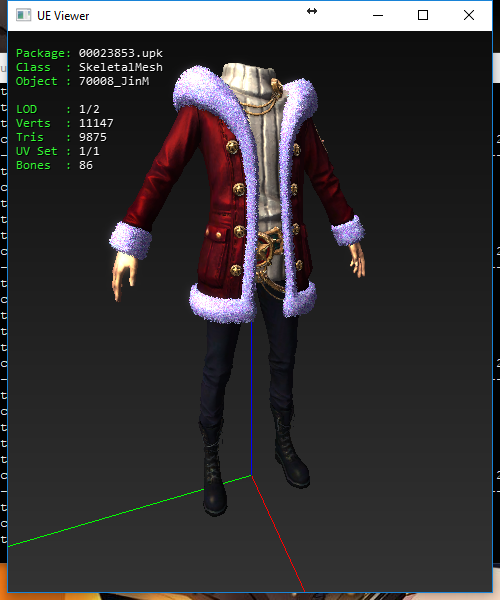 UE Viewer
Package: 00023853.upk
Class : SkeletalMesh
Object : 70008_JinM
LOD : 1/2
Verts : 11147
Tris : 9875
UV Set : 1/1
Bones : 86